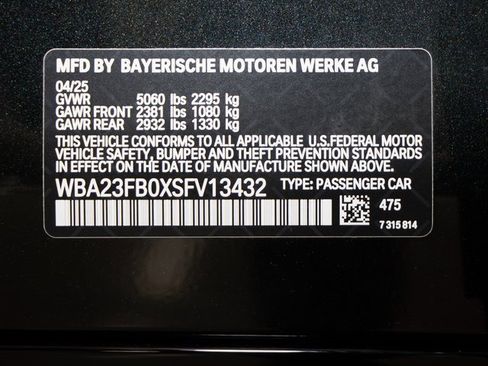 MFD BY BAYERISCHE MOTOREN WERKE AG
04/25
GVWR 5060 lbs 2295 kg
GAWR FRONT 2381 lbs 1080 kg
GAWR REAR 2932 lbs 1330 kg
THIS VEHICLE CONFORMS TO ALL APPLICABLE U.S.FEDERAL MOTOR
VEHICLE SAFETY, BUMPER AND THEFT PREVENTION STANDARDS
IN EFFECT ON THE DATE OF MANUFACTURE SHOWN ABOVE.
WBA23FB0XSFV13432 TYPE: PASSENGER CAR
475
7 315 814